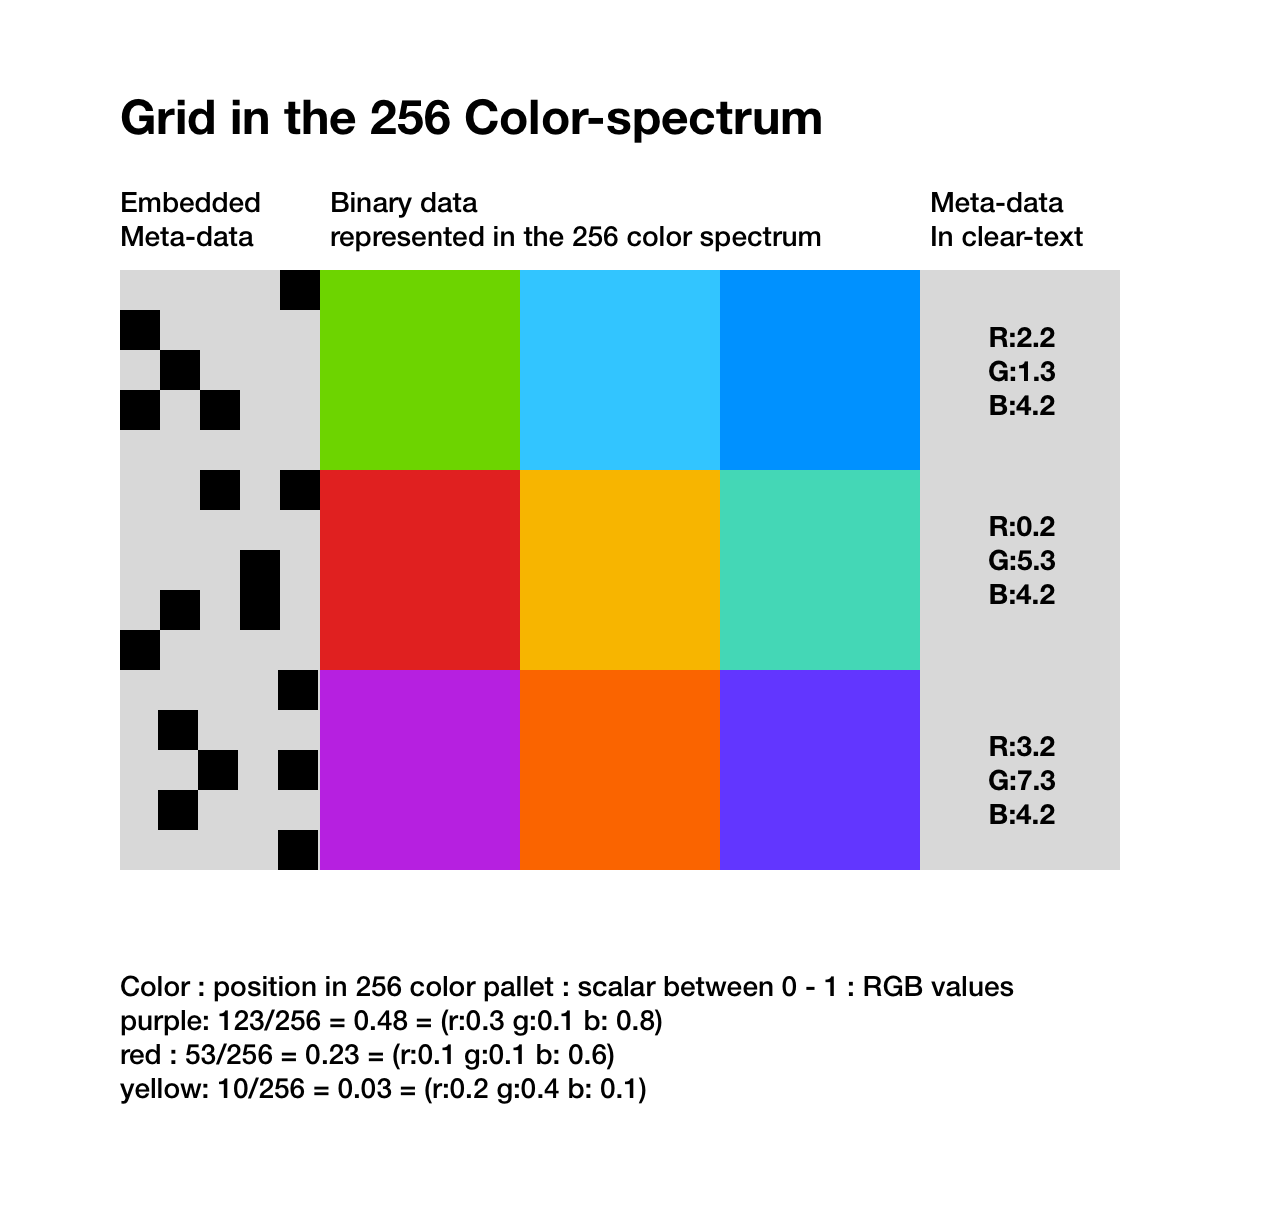 Grid in the 256 Color-spectrum
Embedded
Meta-data
Binary data
represented in the 256 color spectrum
Meta-data
In clear-text
R:2.2
G:1.3
B:4.2
R:0.2
G:5.3
B:4.2
R:3.2
G:7.3
B:4.2
Color : position in 256 color pallet : scalar between 0 - 1 : RGB values
purple: 123/256 = 0.48 = (r:0.3 g:0.1 b: 0.8)
red : 53/256 = 0.23 = (r:0.1 g:0.1 b: 0.6)
yellow: 10/256 = 0.03 = (r:0.2 g:0.4 b: 0.1)